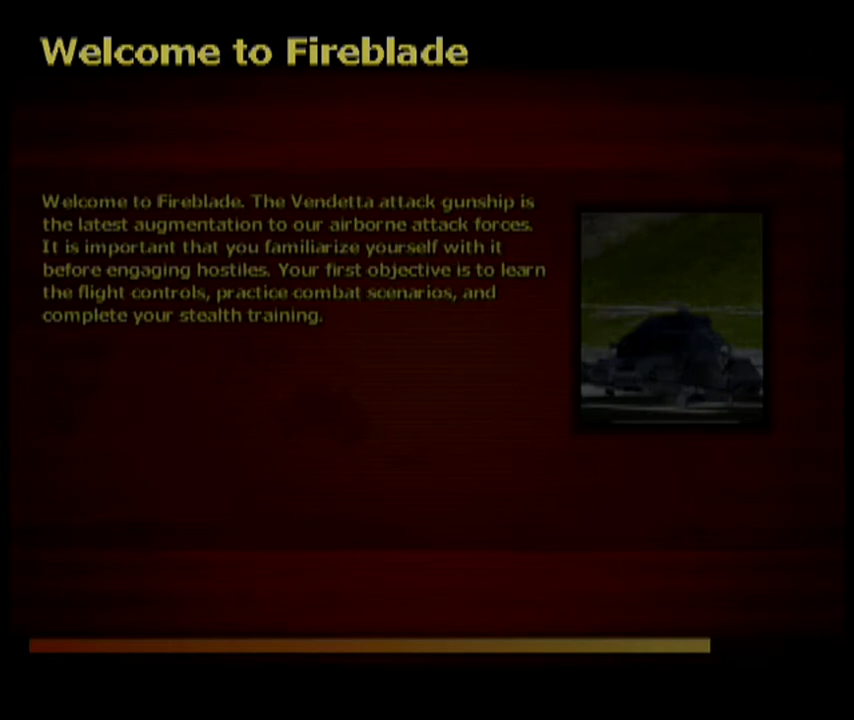 Welcome to Fireblade
Welcome to Fireblade. The Vendetta attack gunship is
the latest augmentation to our airborne attack forces.
It is important that you familiarize yourself with it
before engaging hostiles. Your first objective is to learn
the flight controls, practice combat scenarios, and
complete your stealth training.